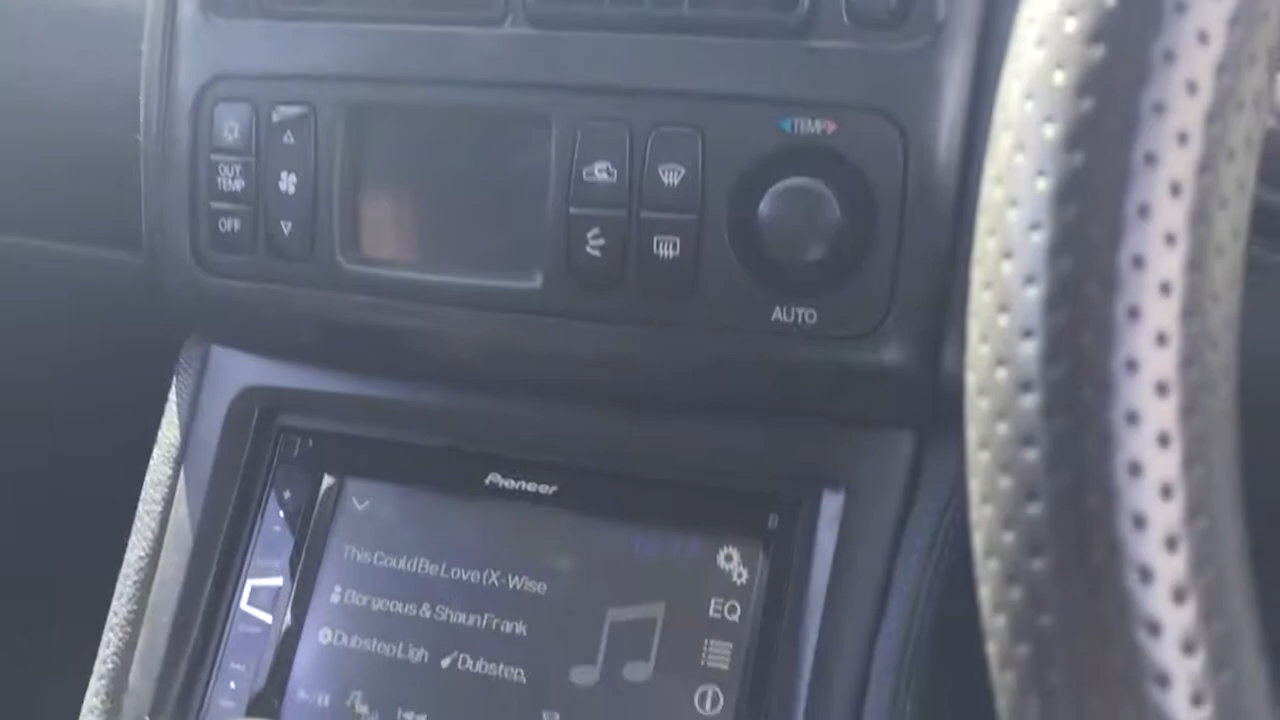 TEMP
OUT
TEMP
OFF
AUTO
Pioneer
This Could Be Love (X-Wise
Borgeous & Shaun Frank
EQ
Dubstep Ligh
Dubstep,